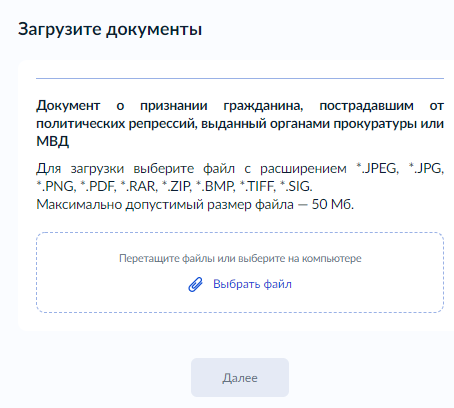 Загрузите документы
Документ о признании гражданина, пострадавшим от
политических репрессий, выданный органами прокуратуры или
МВД
Для загрузки выберите файл с расширением *.JPEG, *.JPG,
*.PNG, *.PDF, *.RAR, *.ZIP, *.BMP, *.TIFF, *.SIG.
Максимально допустимый размер файла — 50 Мб.
Перетащите файлы или выберите на компьютере
Выбрать файл
Далее